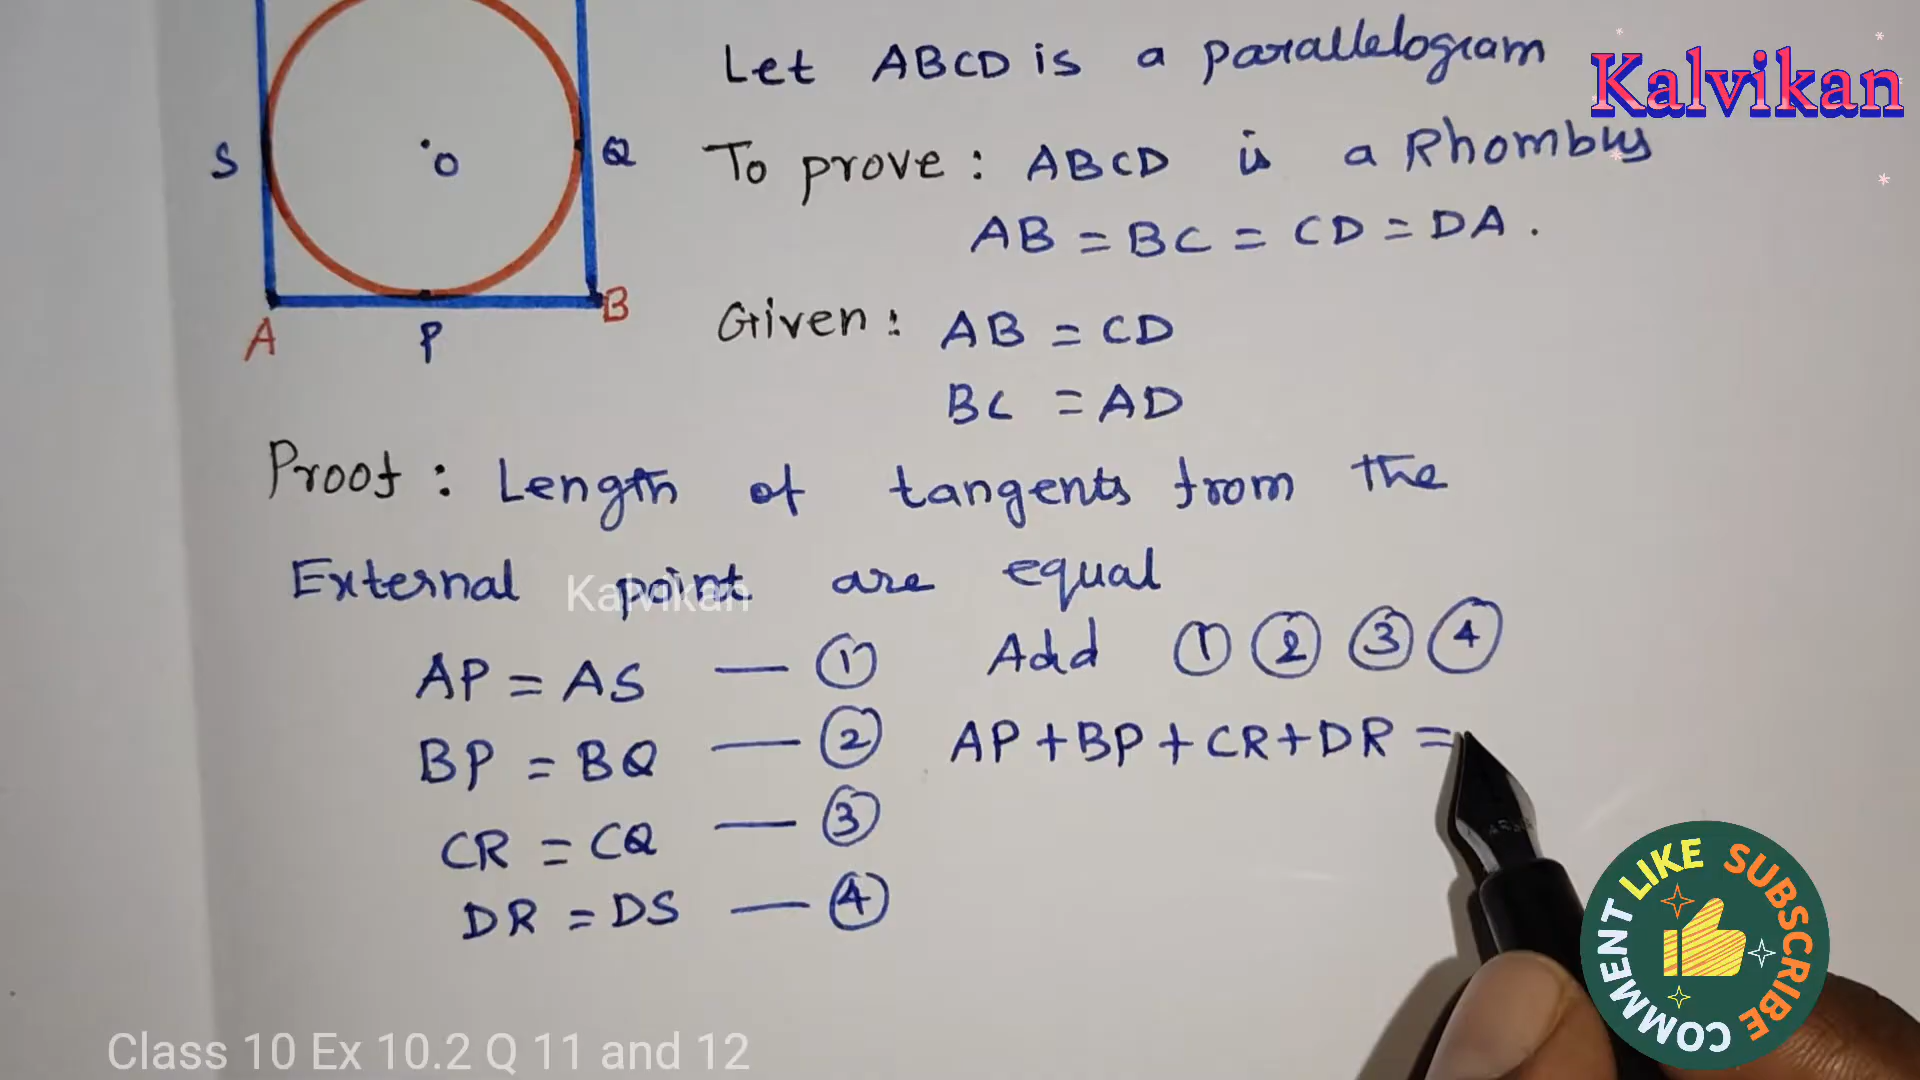 Let ABCD is a parallelogram
Kalvikan
S
O
Q
To prove : ABCD is a Rhombus
AB = BC = CD = DA .
A
P
B
Given : AB = CD
BC = AD
Proof : Length of tangents from the
External point are equal
Kalvikan
AP = AS — ①
BP = BQ — ②
CR = CQ — ③
DR = DS — ④
Add ① ② ③ ④
AP + BP + CR + DR =
LIKE SUBSCRIBE COMMENT
Class 10 Ex 10.2 Q 11 and 12